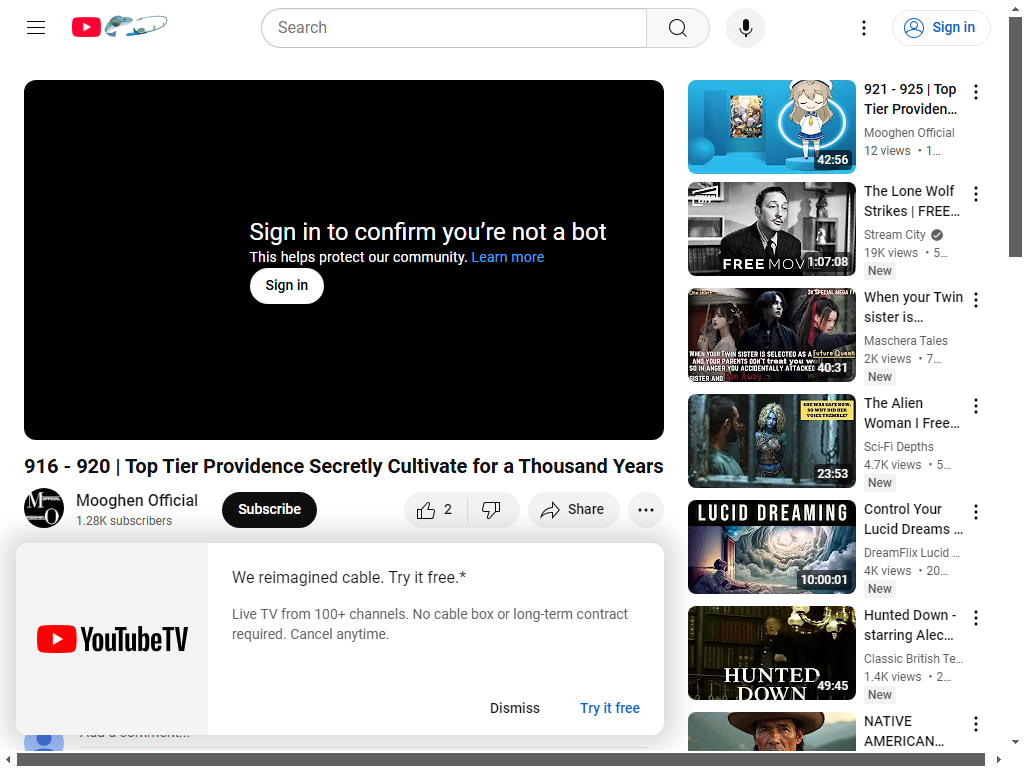 Search
Sign in
Sign in to confirm you're not a bot
This helps protect our community. Learn more
Sign in
916 - 920 | Top Tier Providence Secretly Cultivate for a Thousand Years
Mooghen Official
1.28K subscribers
Subscribe
2
Share
We reimagined cable. Try it free.*
Live TV from 100+ channels. No cable box or long-term contract
required. Cancel anytime.
YouTubeTV
Dismiss
Try it free
Add a comment...
42:56
921 - 925 | Top
Tier Providen...
Mooghen Official
12 views • 1...
FREE MOVI
1:07:08
The Lone Wolf
Strikes | FREE...
Stream City
19K views • 5...
New
WHEN YOUR TWIN SISTER IS SELECTED AS A Future Queen
AND YOUR PARENTS DON'T TREAT YOU W
SO IN ANGER YOU ACCIDENTALLY ATTACKED
SISTER AND Ran Away
40:31
When your Twin
sister is...
Maschera Tales
2K views • 7...
New
SHE WAS SAFE NOW.
SO WHY DID HER
VOICE TREMBLE?
23:53
The Alien
Woman I Free...
Sci-Fi Depths
4.7K views • 5...
New
LUCID DREAMING
10:00:01
Control Your
Lucid Dreams ...
DreamFlix Lucid ...
4K views • 20...
New
HUNTED
DOWN
49:45
Hunted Down -
starring Alec...
Classic British Te...
1.4K views • 2...
New
NATIVE
AMERICAN...